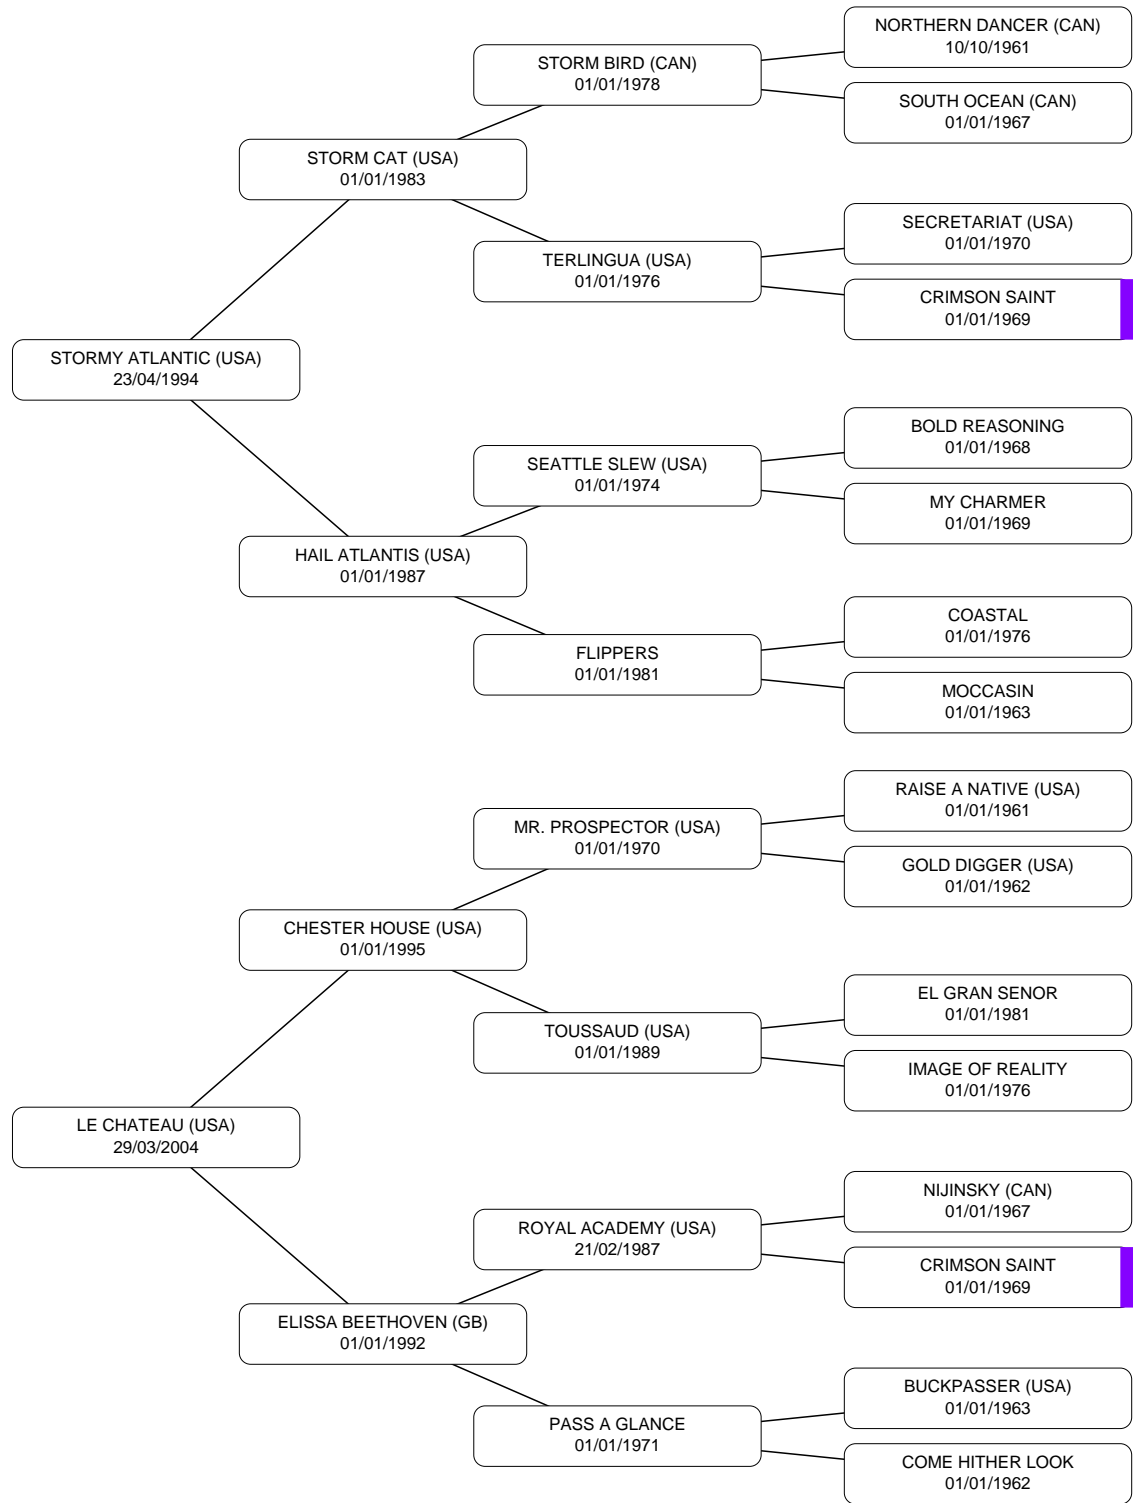 NORTHERN DANCER (CAN)
10/10/1961
STORM BIRD (CAN)
01/01/1978
SOUTH OCEAN (CAN)
01/01/1967
STORM CAT (USA)
01/01/1983
SECRETARIAT (USA)
01/01/1970
TERLINGUA (USA)
01/01/1976
CRIMSON SAINT
01/01/1969
STORMY ATLANTIC (USA)
23/04/1994
BOLD REASONING
01/01/1968
SEATTLE SLEW (USA)
01/01/1974
MY CHARMER
01/01/1969
HAIL ATLANTIS (USA)
01/01/1987
COASTAL
01/01/1976
FLIPPERS
01/01/1981
MOCCASIN
01/01/1963
RAISE A NATIVE (USA)
01/01/1961
MR. PROSPECTOR (USA)
01/01/1970
GOLD DIGGER (USA)
01/01/1962
CHESTER HOUSE (USA)
01/01/1995
EL GRAN SENOR
01/01/1981
TOUSSAUD (USA)
01/01/1989
IMAGE OF REALITY
01/01/1976
LE CHATEAU (USA)
29/03/2004
NIJINSKY (CAN)
01/01/1967
ROYAL ACADEMY (USA)
21/02/1987
CRIMSON SAINT
01/01/1969
ELISSA BEETHOVEN (GB)
01/01/1992
BUCKPASSER (USA)
01/01/1963
PASS A GLANCE
01/01/1971
COME HITHER LOOK
01/01/1962